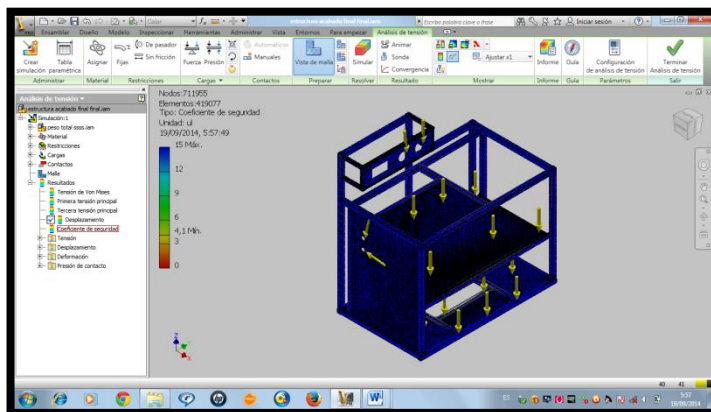 Color
estructura acabada final final.iam
Escriba palabra clave o frase
Iniciar sesión
PRO
Ensamblar Diseño Modelo Inspeccionar Herramientas Administrar Vista Entornos Para empezar Análisis de tensión
Crear simulación
Tabla paramétrica
Asignar
Fijas
De pasador
Sin fricción
Fuerza
Presión
Automáticos
Manuales
Vista de malla
Simular
Animar
Sonda
Convergencia
Ajustar x1
Informe
Guía
Configuración de análisis de tensión
Terminar Análisis de tensión
Administrar Material Restricciones Cargas Contactos Preparar Resolver Resultado Mostrar Informe Guía Parámetros Salir
Análisis de tensión
estructura acabada final final.iam
Simulación:1
peso total ssss.iam
Material
Restricciones
Cargas
Contactos
Malla
Resultados
Tensión de Von Mises
Primera tensión principal
Tercera tensión principal
Desplazamiento
Coeficiente de seguridad
Tensión
Desplazamiento
Deformación
Presión de contacto
Nodos:711955
Elementos:419077
Tipo: Coeficiente de seguridad
Unidad: ul
19/09/2014, 5:57:49
15 Máx.
12
9
6
4,1 Mín.
3
0
Z
X
40 41
ES
5:57
19/09/2014